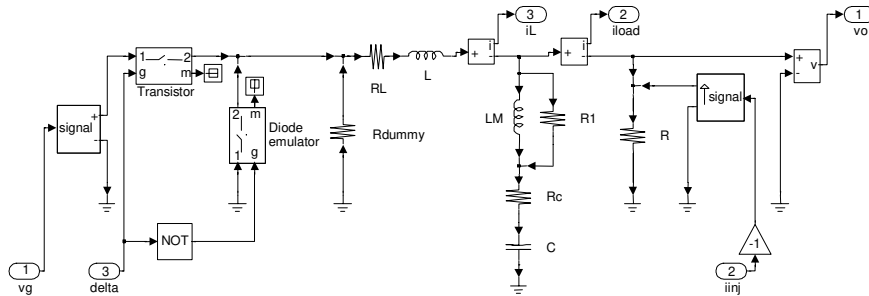 3
iL
2
iload
1
vo
i
+
-
i
+
-
+
-
v
1
2
g
m
Transistor
RL
L
signal
+
-
2
m
1
g
Diode
emulator
Rdummy
LM
R1
R
signal
Rc
C
NOT
-1
1
vg
3
delta
2
iinj